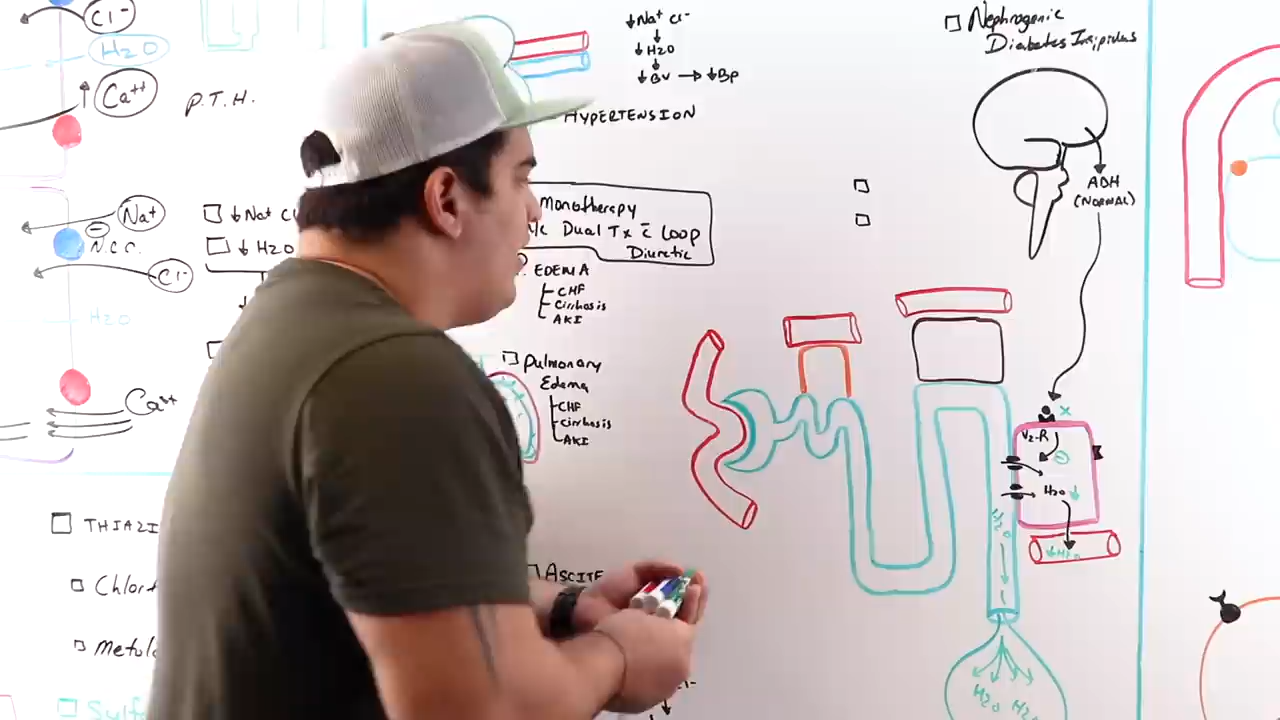 Cl-
H2O
Ca++
P.T.H.
Na+
N.C.C.
Cl-
H2O
Ca++
↓Na+ Cl
↓ H2O
THIAZI
Chlor
Metol
Sulf
↓Na+ Cl-
↓H2O
↓BV → ↓BP
HYPERTENSION
monotherapy
Dual Tx c̄ Loop
Diuretic
EDEMA
CHF
Cirrhosis
AKI
Pulmonary
Edema
CHF
Cirrhosis
AKI
ASCITE
Nephrogenic
Diabetes Insipidus
ADH
(NORMAL)
V2-R
H2O ↓
↓H2O
H2O
H2O H2O